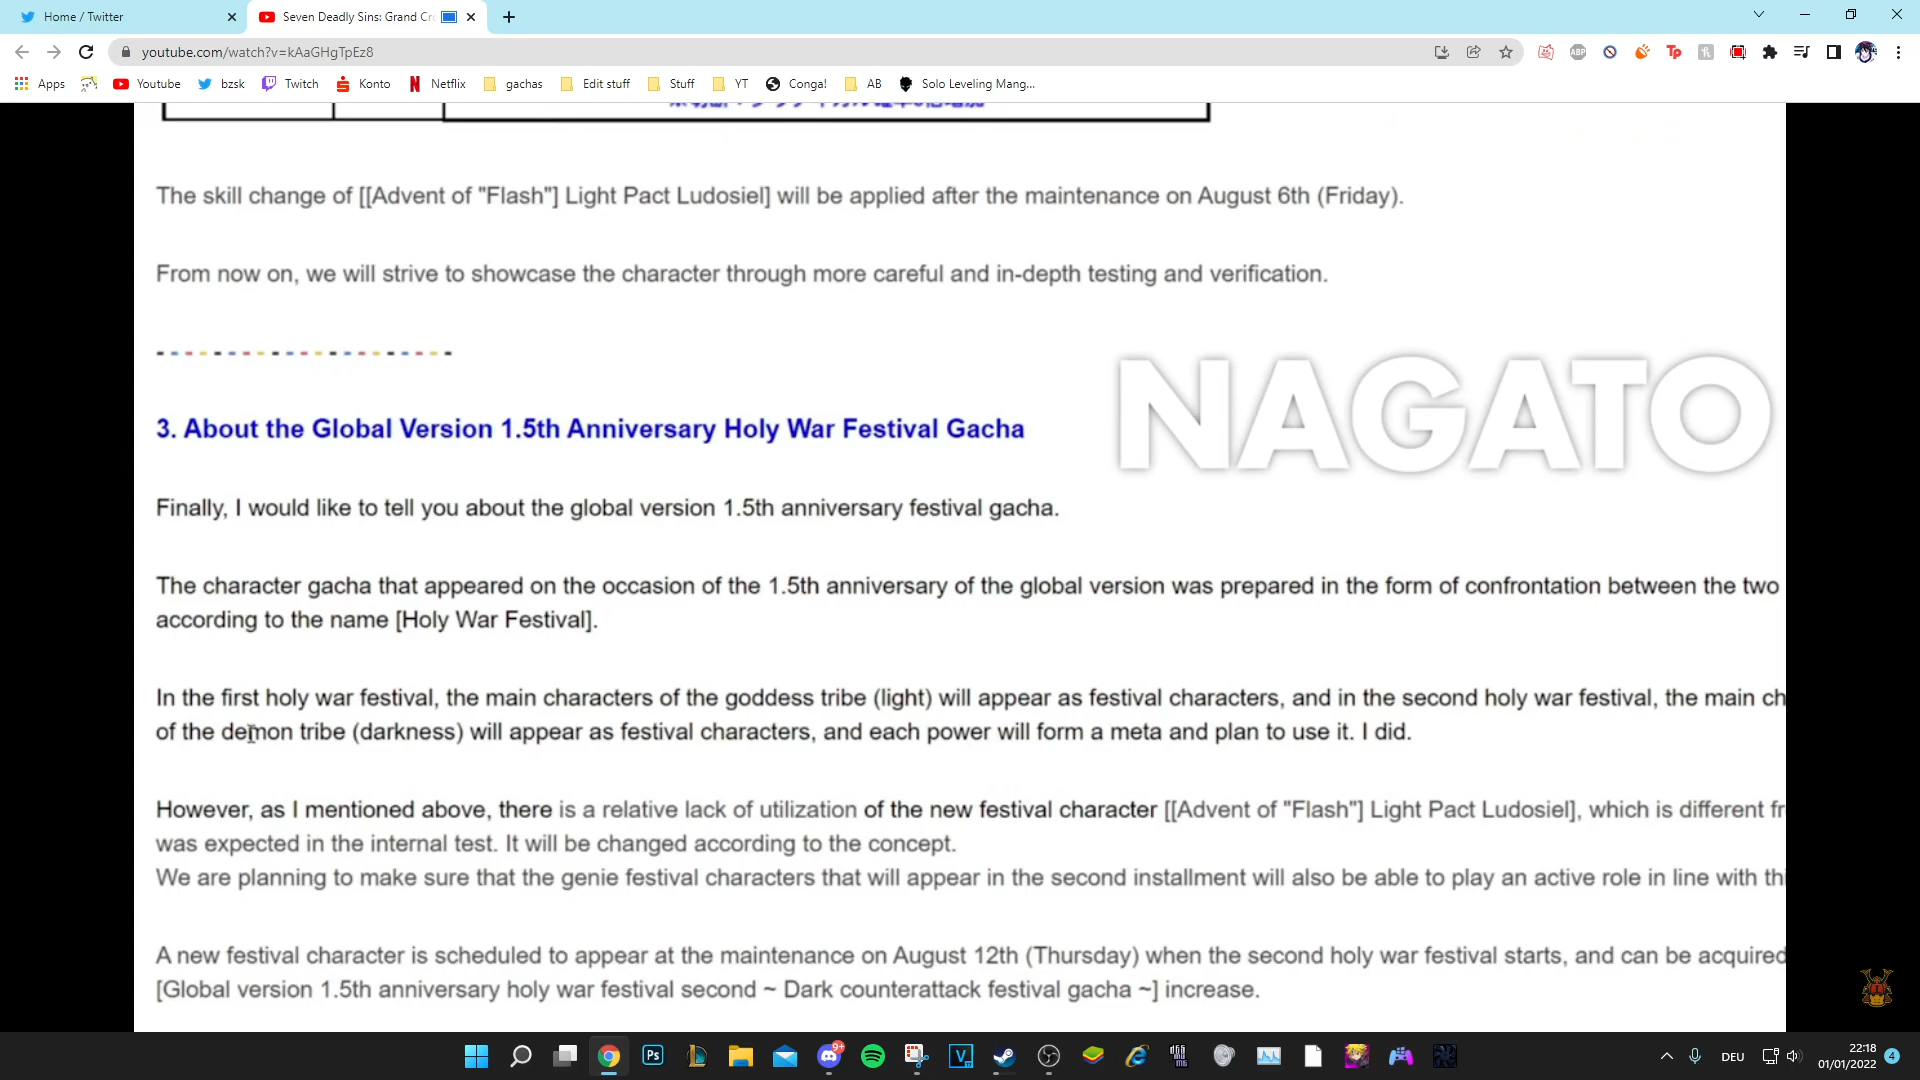 Home / Twitter
Seven Deadly Sins: Grand Cr
youtube.com/watch?v=kAaGHgTpEz8
ABP
Tp
Apps
Youtube
bzsk
Twitch
Konto
Netflix
gachas
Edit stuff
Stuff
YT
Conga!
AB
Solo Leveling Mang...
The skill change of [[Advent of "Flash"] Light Pact Ludosiel] will be applied after the maintenance on August 6th (Friday).
From now on, we will strive to showcase the character through more careful and in-depth testing and verification.
NAGATO
3. About the Global Version 1.5th Anniversary Holy War Festival Gacha
Finally, I would like to tell you about the global version 1.5th anniversary festival gacha.
The character gacha that appeared on the occasion of the 1.5th anniversary of the global version was prepared in the form of confrontation between the two
according to the name [Holy War Festival].
In the first holy war festival, the main characters of the goddess tribe (light) will appear as festival characters, and in the second holy war festival, the main ch
of the demon tribe (darkness) will appear as festival characters, and each power will form a meta and plan to use it. I did.
However, as I mentioned above, there is a relative lack of utilization of the new festival character [[Advent of "Flash"] Light Pact Ludosiel], which is different fr
was expected in the internal test. It will be changed according to the concept.
We are planning to make sure that the genie festival characters that will appear in the second installment will also be able to play an active role in line with thi
A new festival character is scheduled to appear at the maintenance on August 12th (Thursday) when the second holy war festival starts, and can be acquired
[Global version 1.5th anniversary holy war festival second ~ Dark counterattack festival gacha ~] increase.
Ps
9+
V
DEU
22:18
01/01/2022
4